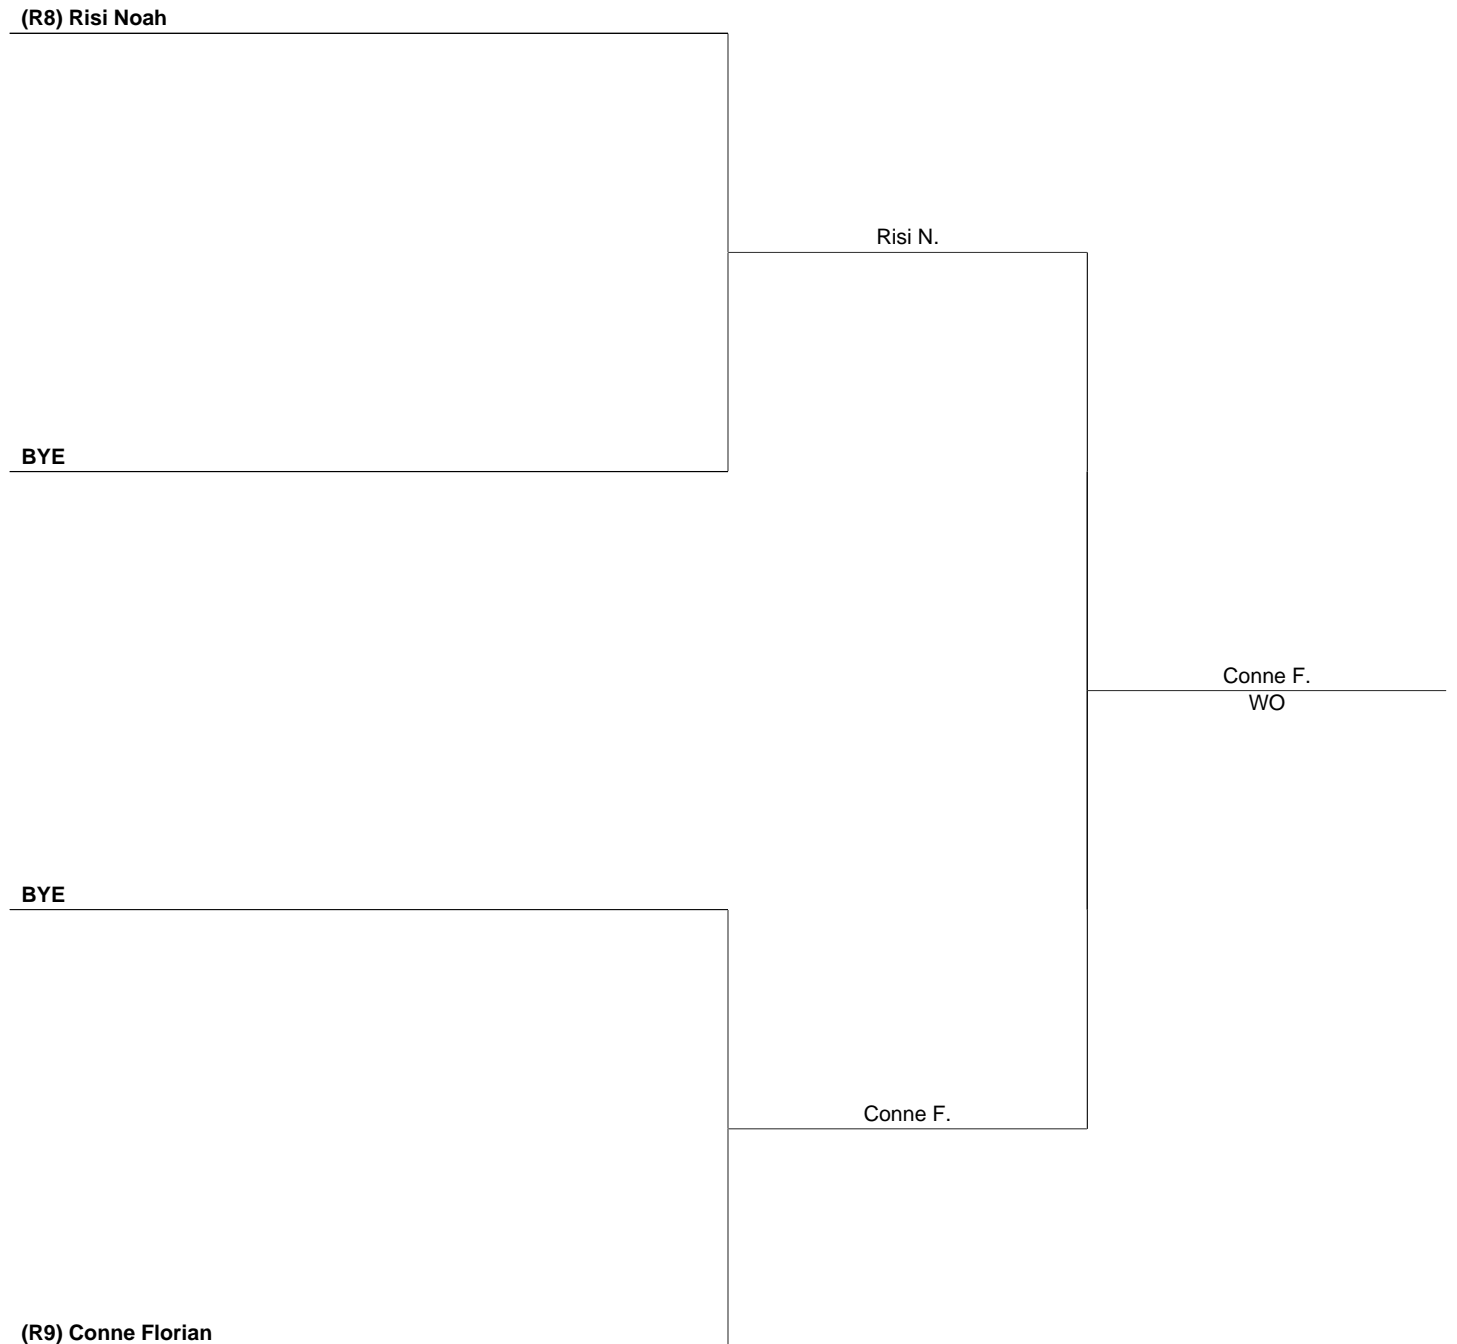 (R8) Risi Noah
Risi N.
BYE
Conne F.
WO
BYE
Conne F.
(R9) Conne Florian